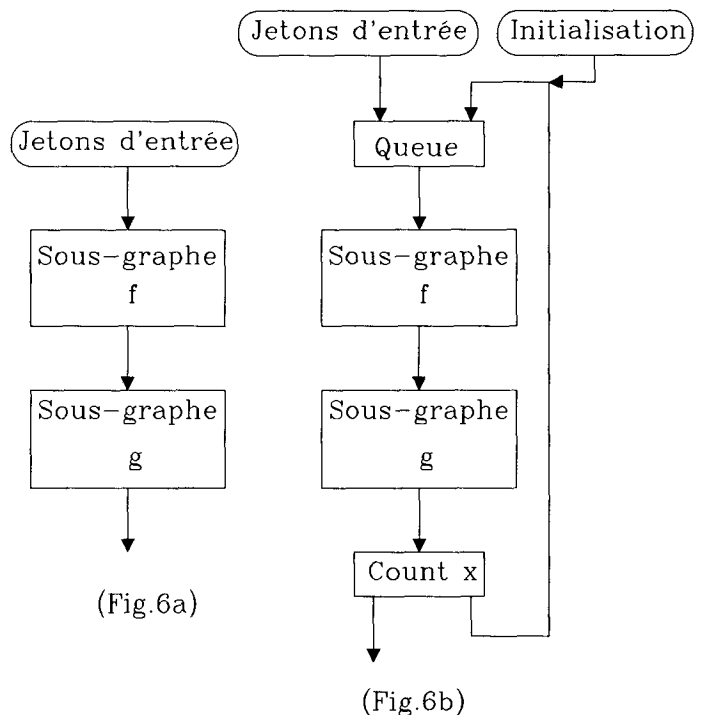 Jetons d'entrée
Sous-graphe
f
Sous-graphe
g
(Fig.6a)
Jetons d'entrée
Initialisation
Queue
Sous-graphe
f
Sous-graphe
g
Count x
(Fig.6b)